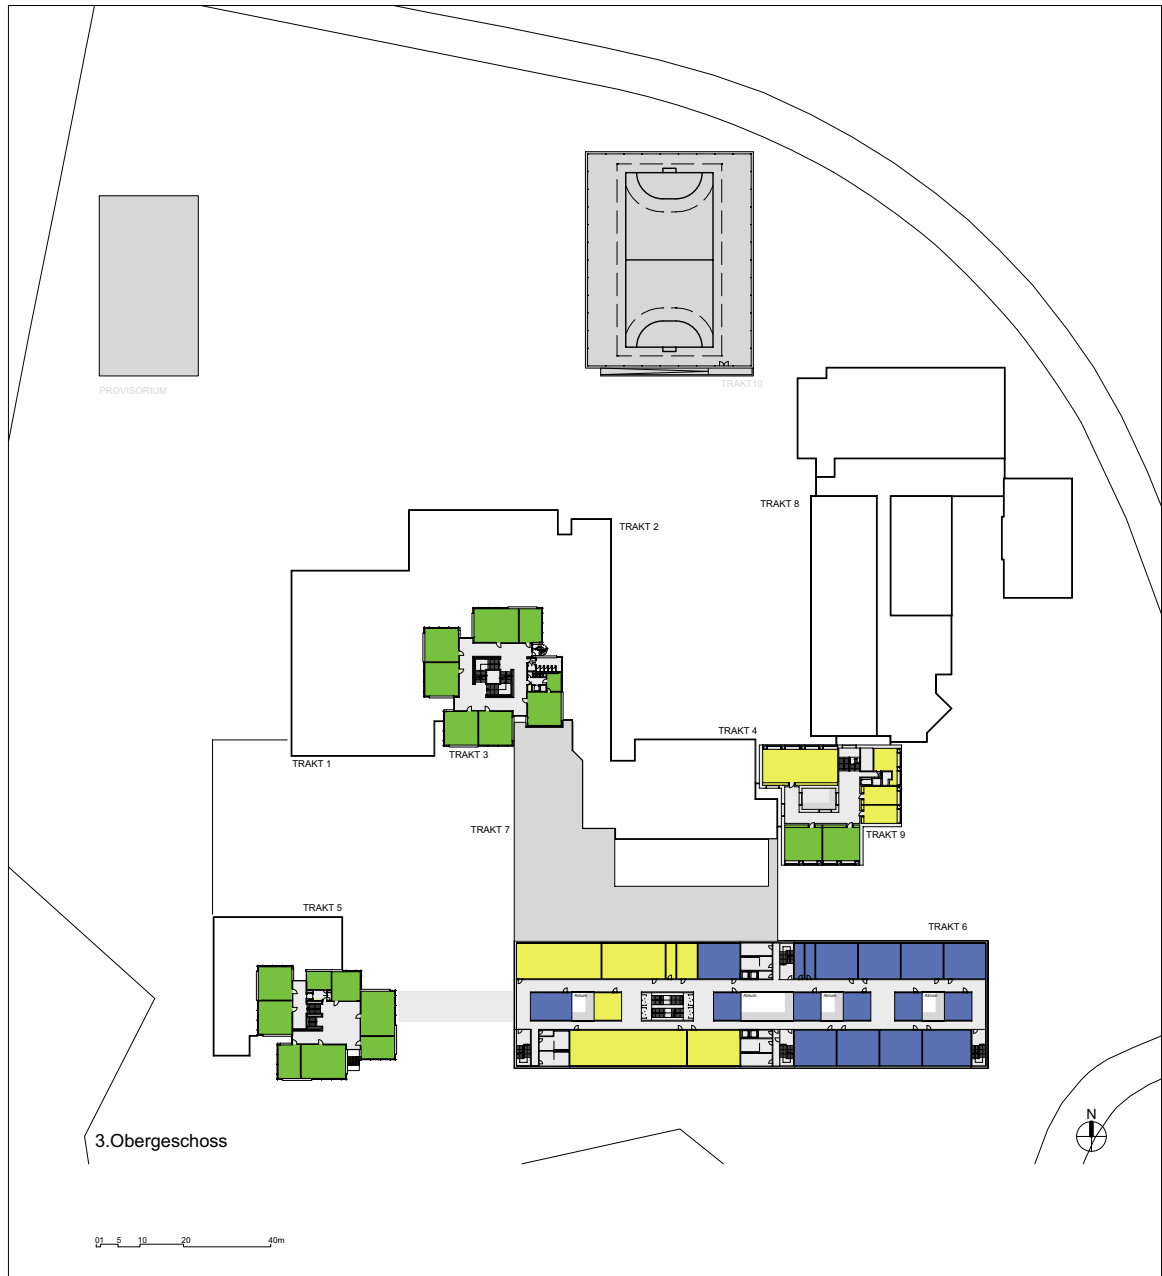 PROVISORIUM
TRAKT10
TRAKT 8
TRAKT 2
TRAKT 4
TRAKT 3
TRAKT 1
TRAKT 7
TRAKT 9
TRAKT 5
TRAKT 6
Atrium
Atrium
Atrium
Atrium
N
3.Obergeschoss
01 5 10 20 40m